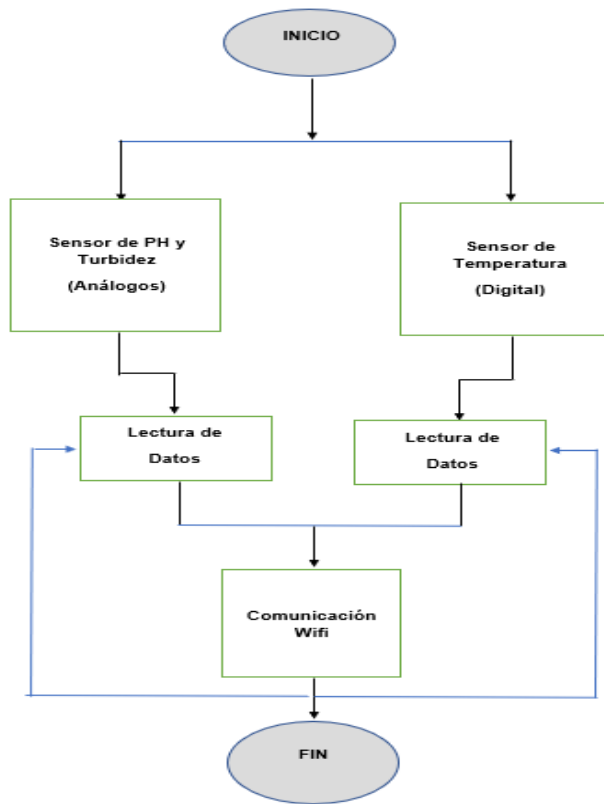 INICIO
Sensor de PH y
Turbidez
(Análogos)
Sensor de
Temperatura
(Digital)
Lectura de
Datos
Lectura de
Datos
Comunicación
Wifi
FIN